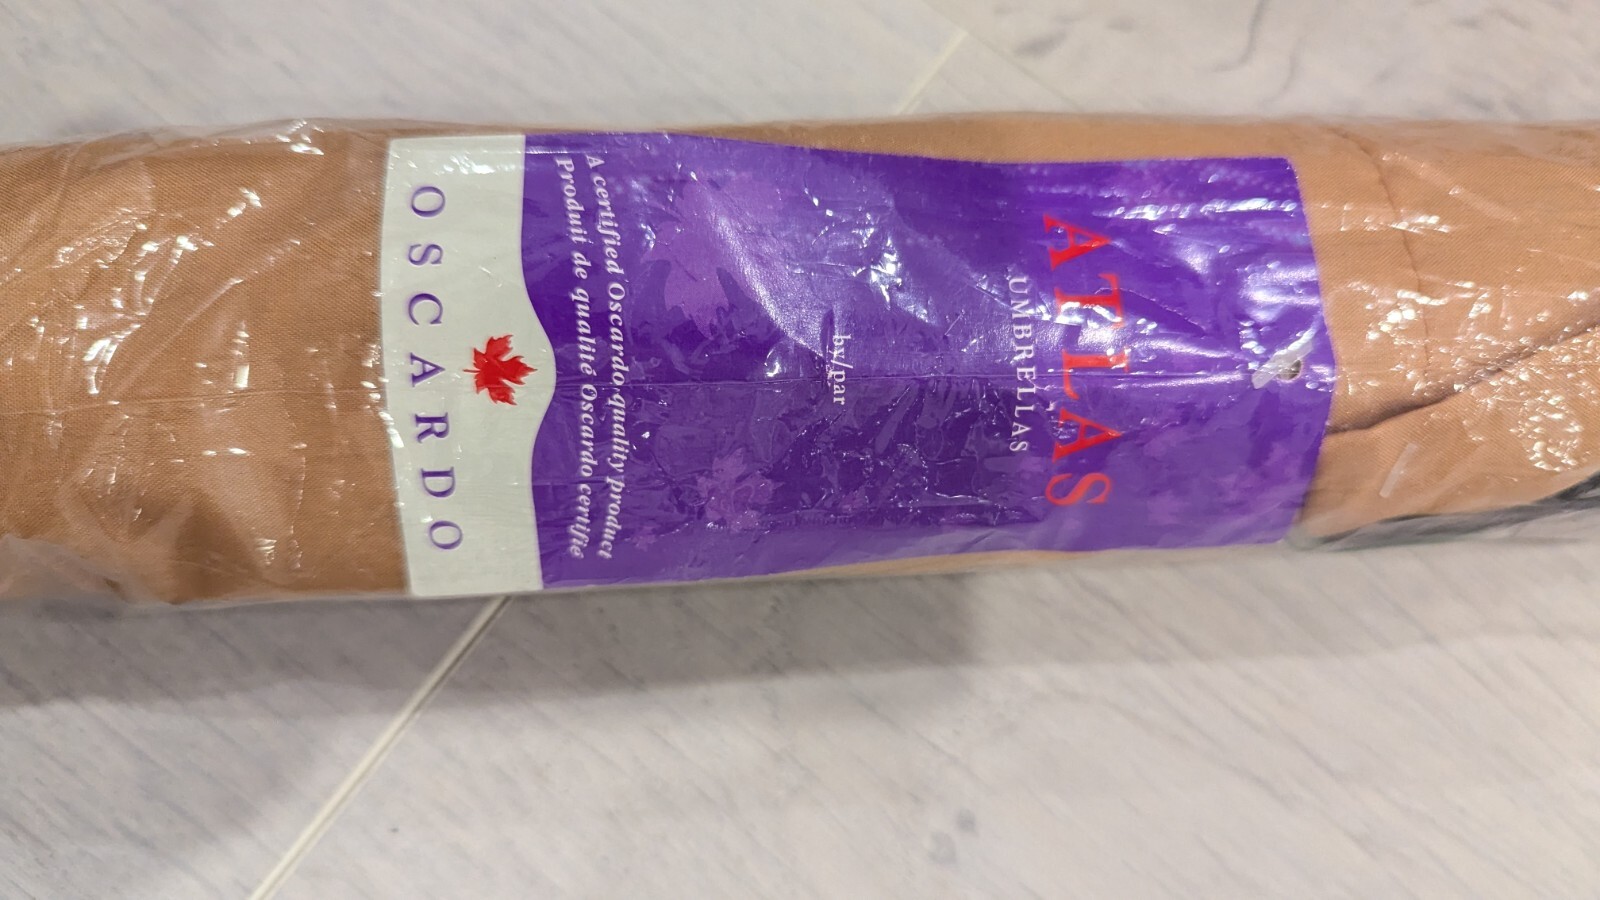 ATLAS
UMBRELLAS
by/par
A certified Oscardo quality product
Produit de qualité Oscardo certifié
OSCARDO